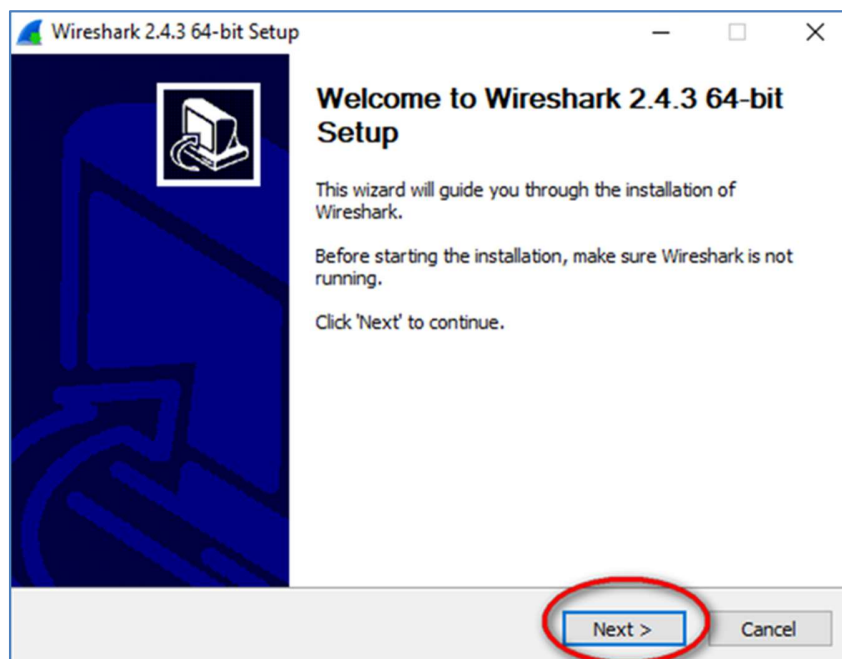 Wireshark 2.4.3 64-bit Setup
Welcome to Wireshark 2.4.3 64-bit
Setup
This wizard will guide you through the installation of
Wireshark.
Before starting the installation, make sure Wireshark is not
running.
Click 'Next' to continue.
Next >
Cancel